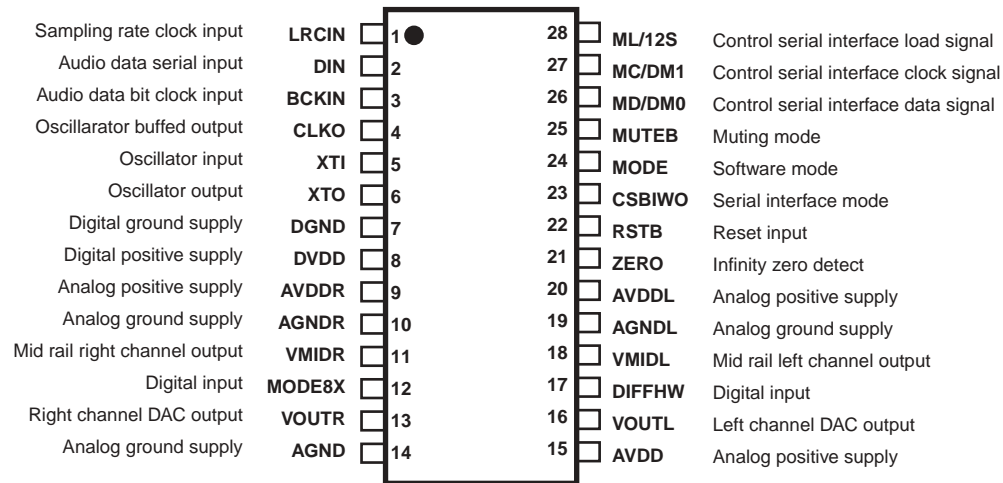 Sampling rate clock input LRCIN 1 28 ML/12S Control serial interface load signal
Audio data serial input DIN 2 27 MC/DM1 Control serial interface clock signal
Audio data bit clock input BCKIN 3 26 MD/DM0 Control serial interface data signal
Oscillarator buffed output CLKO 4 25 MUTEB Muting mode
Oscillator input XTI 5 24 MODE Software mode
Oscillator output XTO 6 23 CSBIWO Serial interface mode
Digital ground supply DGND 7 22 RSTB Reset input
Digital positive supply DVDD 8 21 ZERO Infinity zero detect
Analog positive supply AVDDR 9 20 AVDDL Analog positive supply
Analog ground supply AGNDR 10 19 AGNDL Analog ground supply
Mid rail right channel output VMIDR 11 18 VMIDL Mid rail left channel output
Digital input MODE8X 12 17 DIFFHW Digital input
Right channel DAC output VOUTR 13 16 VOUTL Left channel DAC output
Analog ground supply AGND 14 15 AVDD Analog positive supply